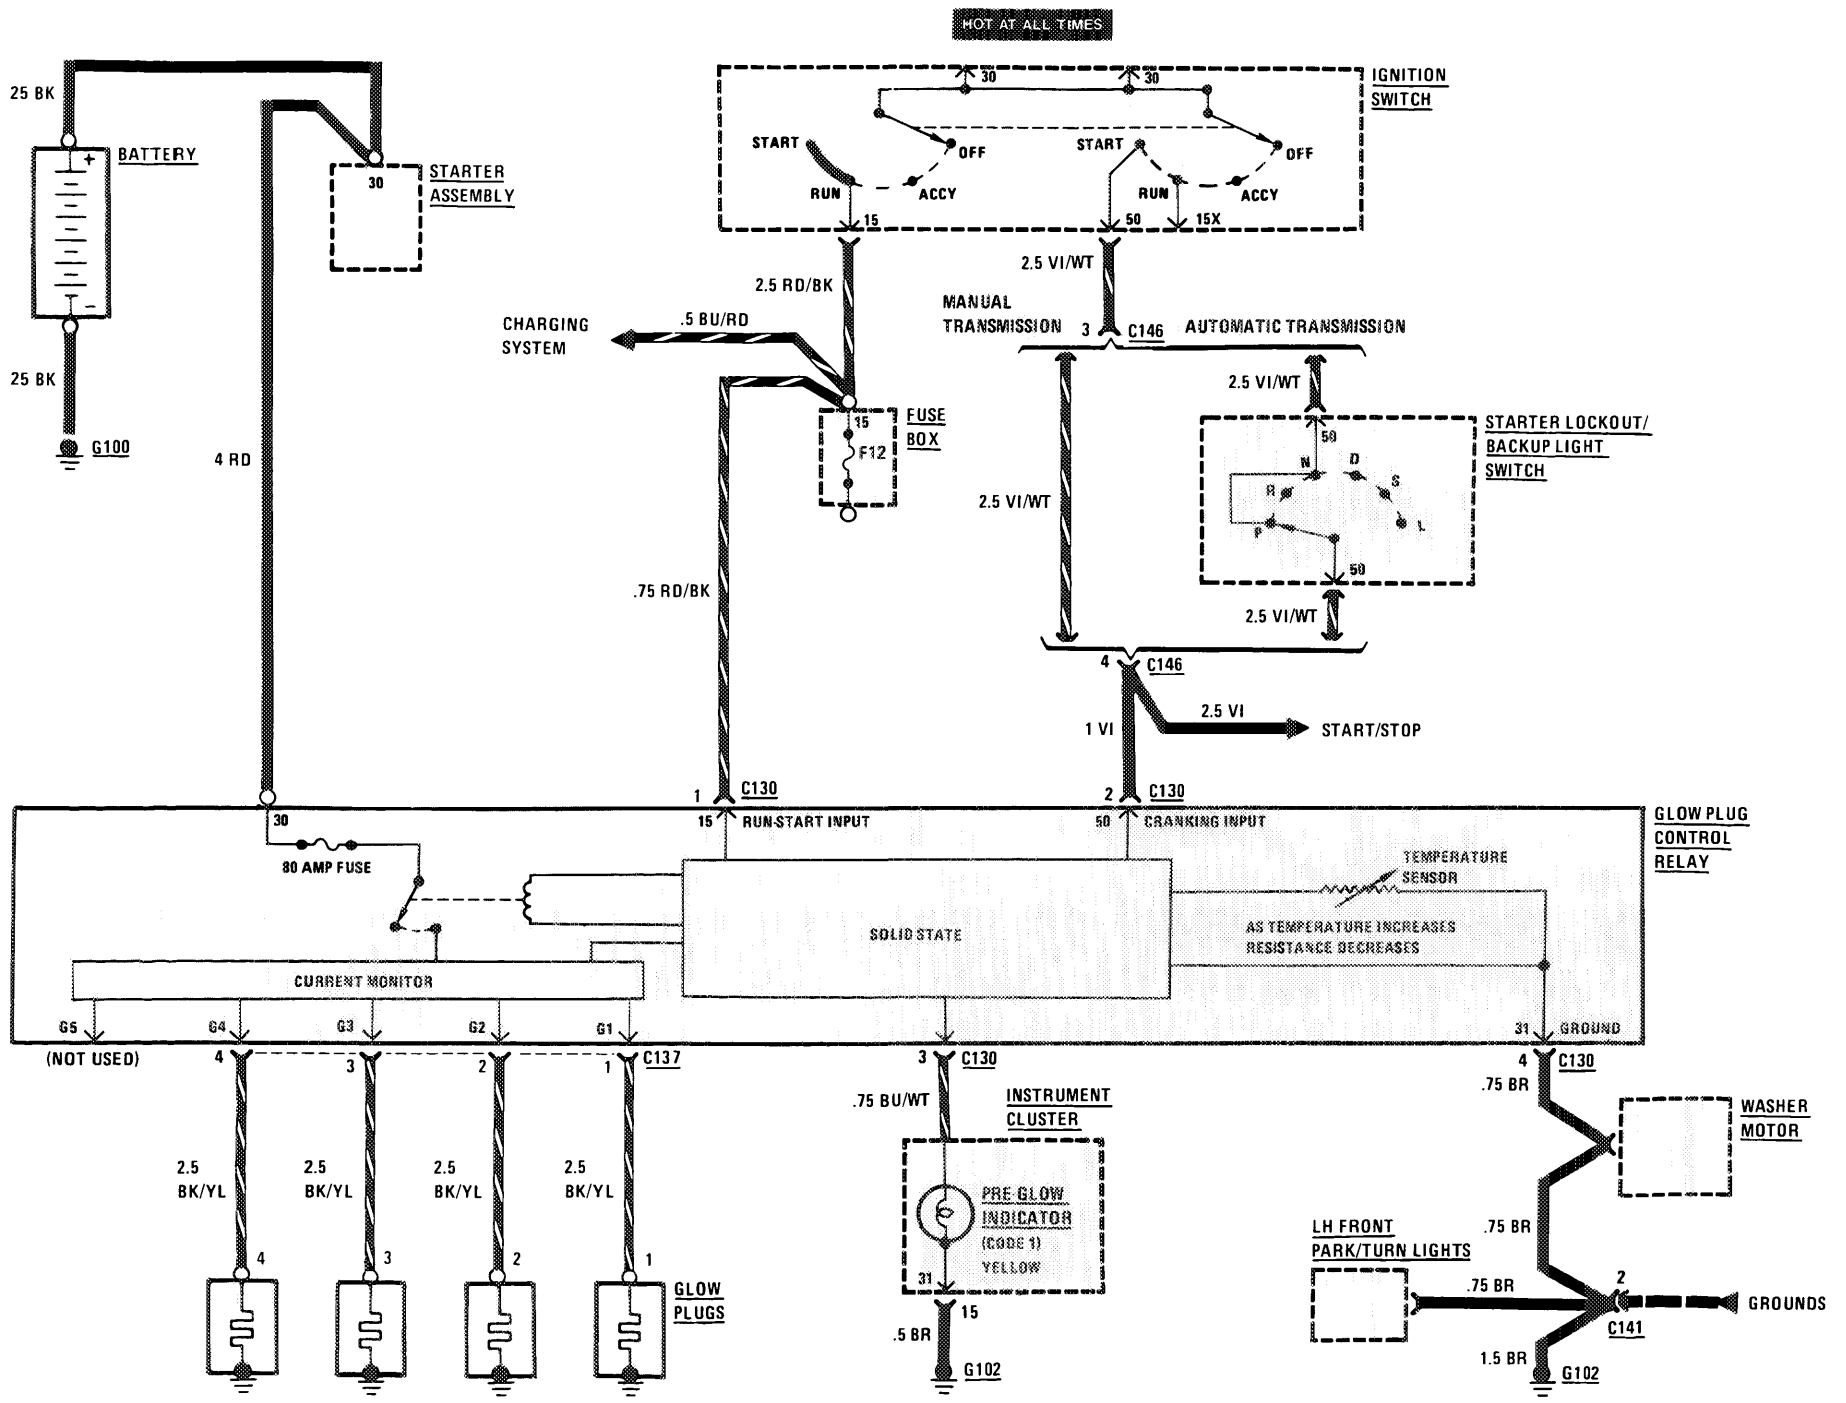 HOT AT ALL TIMES
25 BK
BATTERY
+
-
25 BK
G100
30
STARTER
ASSEMBLY
4 RD
30
30
IGNITION
SWITCH
START
OFF
RUN
ACCY
15
START
OFF
RUN
ACCY
50
15X
2.5 RD/BK
2.5 VI/WT
CHARGING
SYSTEM
.5 BU/RD
MANUAL
TRANSMISSION
3
C146
AUTOMATIC TRANSMISSION
15
F12
FUSE
BOX
.75 RD/BK
2.5 VI/WT
2.5 VI/WT
50
STARTER LOCKOUT/
BACKUP LIGHT
SWITCH
P
R
N
D
S
L
50
2.5 VI/WT
4
C146
1 VI
2.5 VI
START/STOP
1
C130
2
C130
30
80 AMP FUSE
15
RUN-START INPUT
50
CRANKING INPUT
GLOW PLUG
CONTROL
RELAY
TEMPERATURE
SENSOR
SOLID STATE
AS TEMPERATURE INCREASES
RESISTANCE DECREASES
CURRENT MONITOR
G5
G4
G3
G2
G1
31
GROUND
(NOT USED)
4
3
2
1
C137
3
C130
4
C130
.75 BU/WT
INSTRUMENT
CLUSTER
.75 BR
WASHER
MOTOR
2.5
BK/YL
2.5
BK/YL
2.5
BK/YL
2.5
BK/YL
PRE GLOW
INDICATOR
(CODE 1)
YELLOW
31
15
.5 BR
G102
4
3
2
1
GLOW
PLUGS
.75 BR
LH FRONT
PARK/TURN LIGHTS
.75 BR
2
C141
GROUNDS
1.5 BR
G102